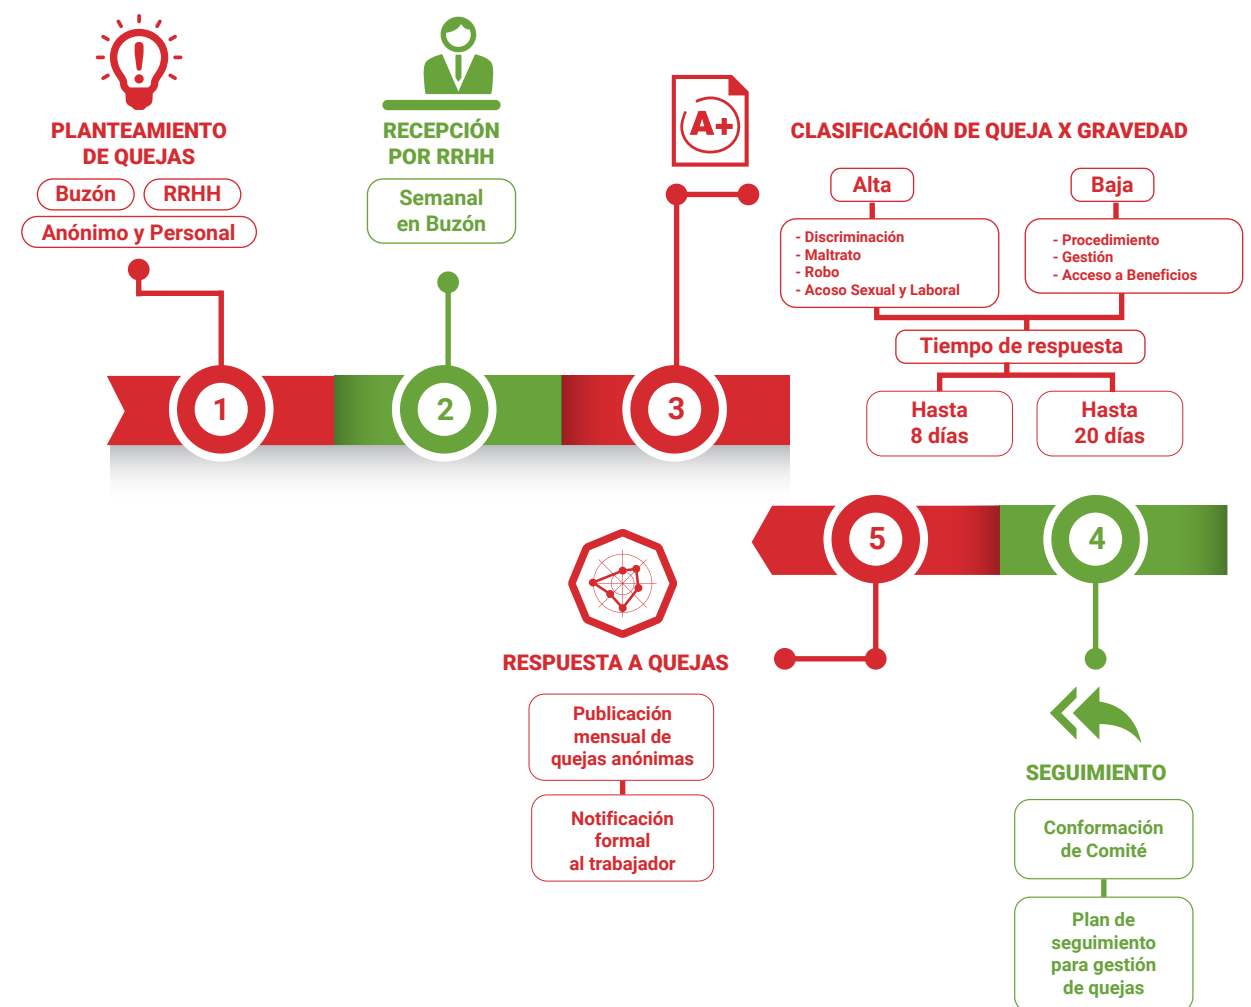 PLANTEAMIENTO
DE QUEJAS
Buzón
RRHH
Anónimo y Personal
1
RECEPCIÓN
POR RRHH
Semanal
en Buzón
2
A+
3
CLASIFICACIÓN DE QUEJA X GRAVEDAD
Alta
- Discriminación
- Maltrato
- Robo
- Acoso Sexual y Laboral
Baja
- Procedimiento
- Gestión
- Acceso a Beneficios
Tiempo de respuesta
Hasta
8 días
Hasta
20 días
4
SEGUIMIENTO
Conformación
de Comité
Plan de
seguimiento
para gestión
de quejas
5
RESPUESTA A QUEJAS
Publicación
mensual de
quejas anónimas
Notificación
formal
al trabajador